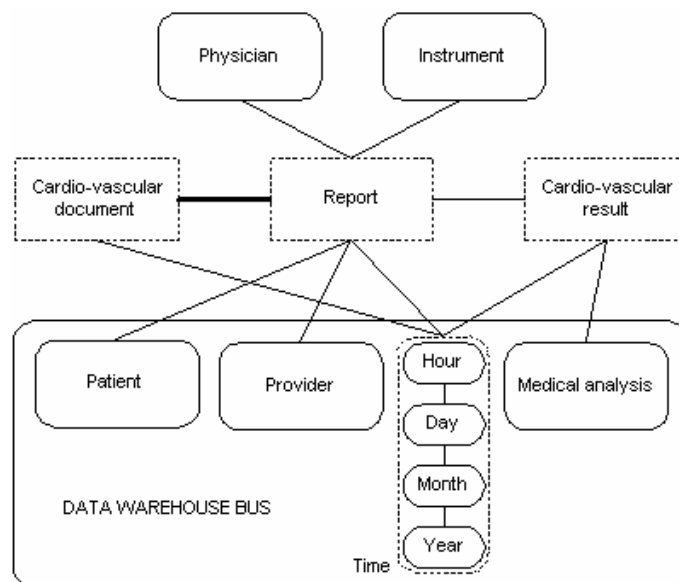 Physician
Instrument
Cardio-vascular
document
Report
Cardio-vascular
result
Patient
Provider
Hour
Medical analysis
Day
Month
DATA WAREHOUSE BUS
Year
Time